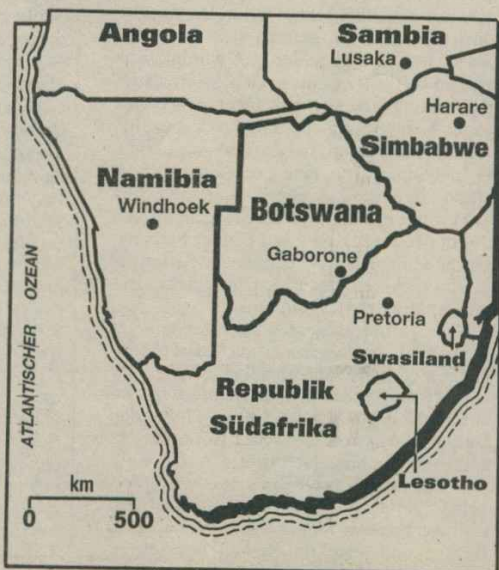 Angola
Sambia
Lusaka
Harare
Simbabwe
Namibia
Windhoek
Botswana
Gaborone
Pretoria
Swasiland
Republik
Südafrika
Lesotho
ATLANTISCHER OZEAN
km
0 500